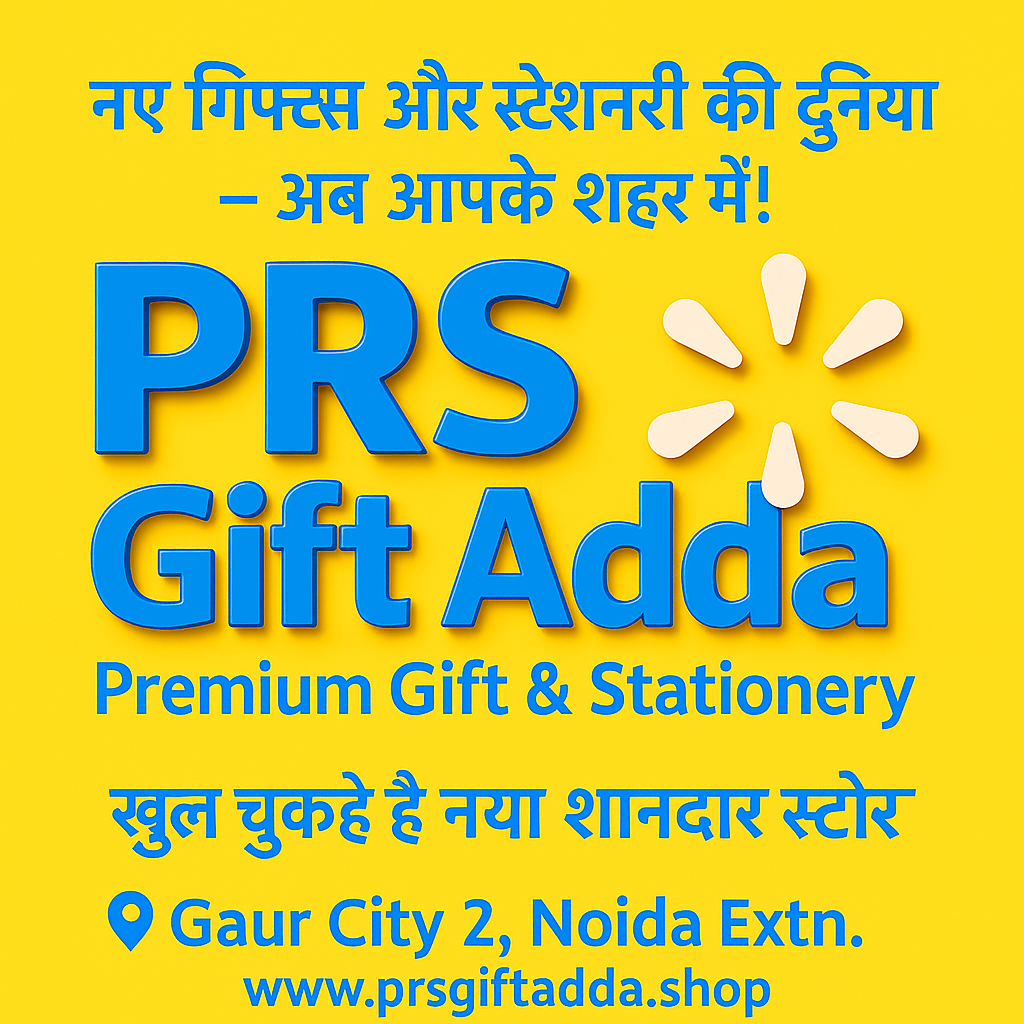 नए गिफ्टस और स्टेशनरी की दुनिया
– अब आपके शहर में!
PRS
Gift Adda
Premium Gift & Stationery
खुल चुकहे है नया शानदार स्टोर
Gaur City 2, Noida Extn.
www.prsgiftadda.shop